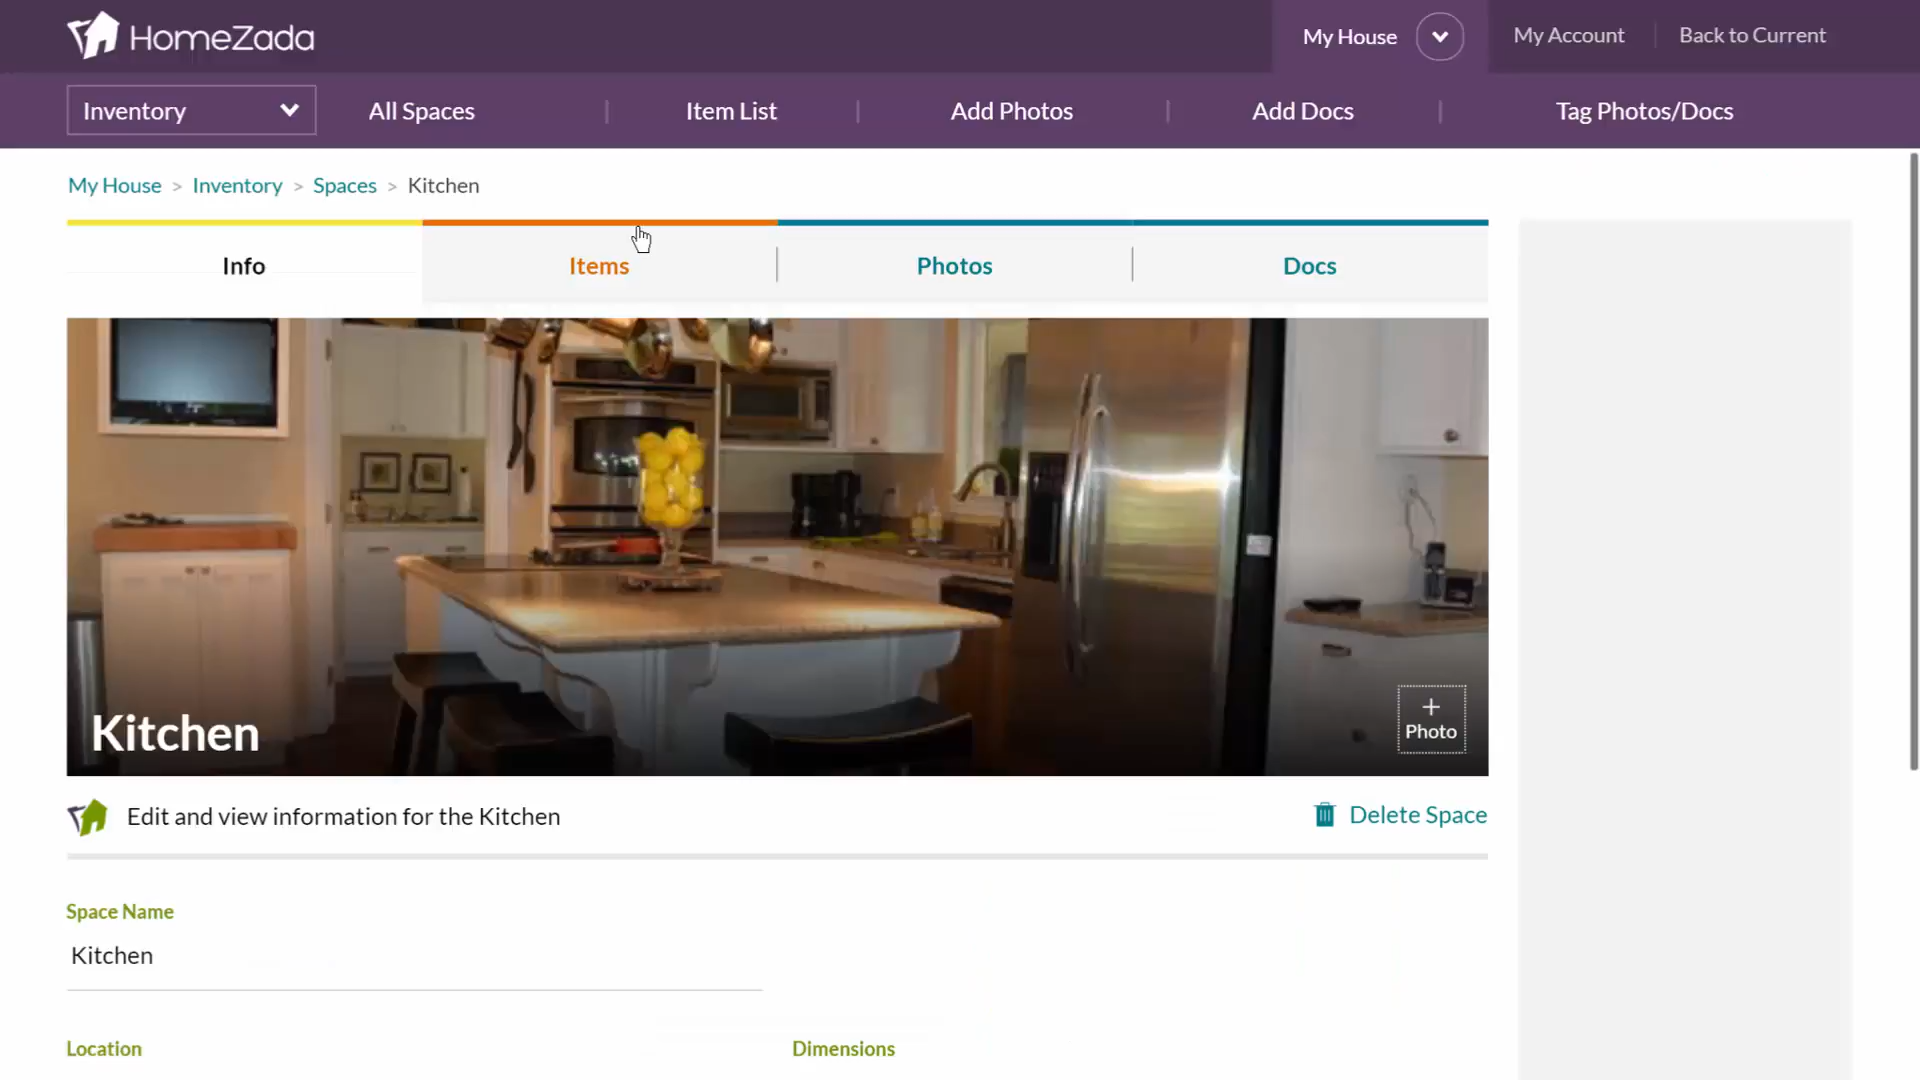 HomeZada
My House
My Account
Back to Current
Inventory
All Spaces
Item List
Add Photos
Add Docs
Tag Photos/Docs
My House > Inventory > Spaces > Kitchen
Info
Items
Photos
Docs
Kitchen
+
Photo
Edit and view information for the Kitchen
Delete Space
Space Name
Kitchen
Location
Dimensions